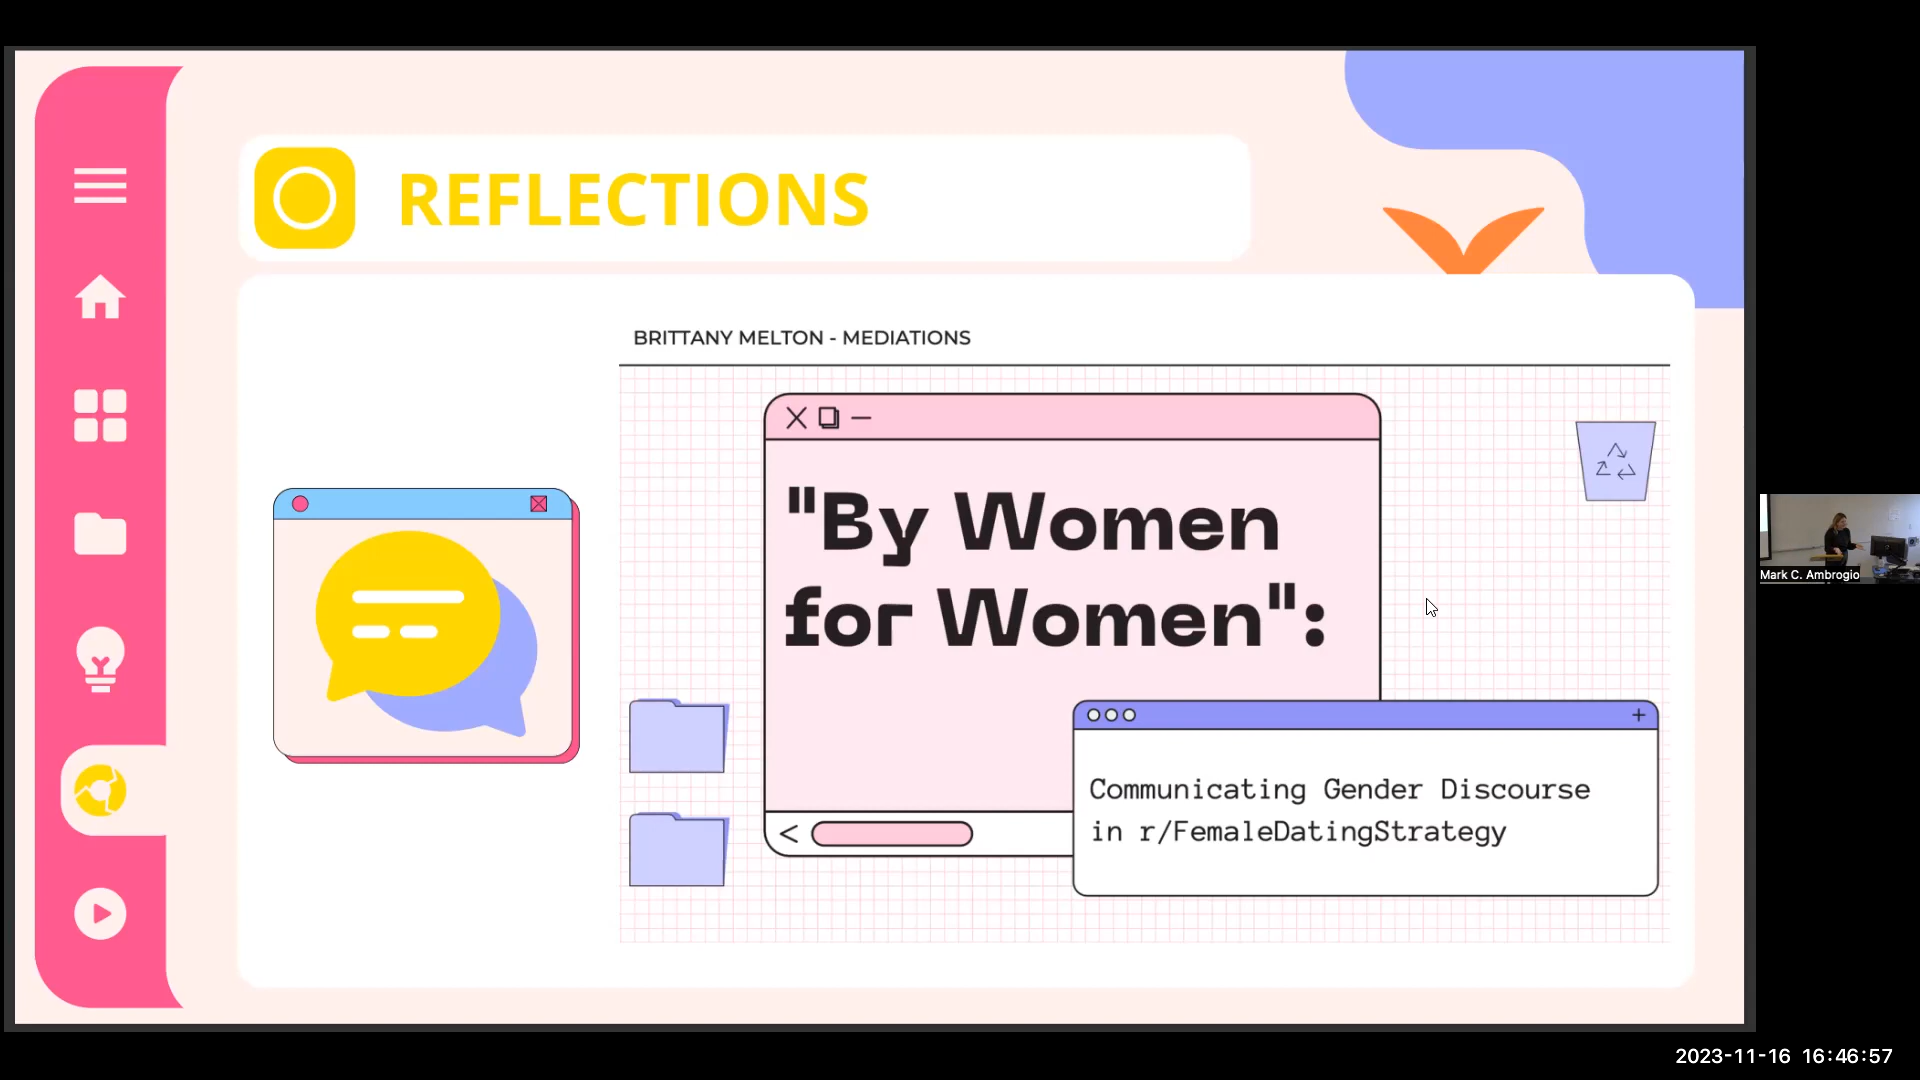 REFLECTIONS
BRITTANY MELTON - MEDIATIONS
"By Women
for Women":
Communicating Gender Discourse
in r/FemaleDatingStrategy
Mark C. Ambrogio
2023-11-16 16:46:57